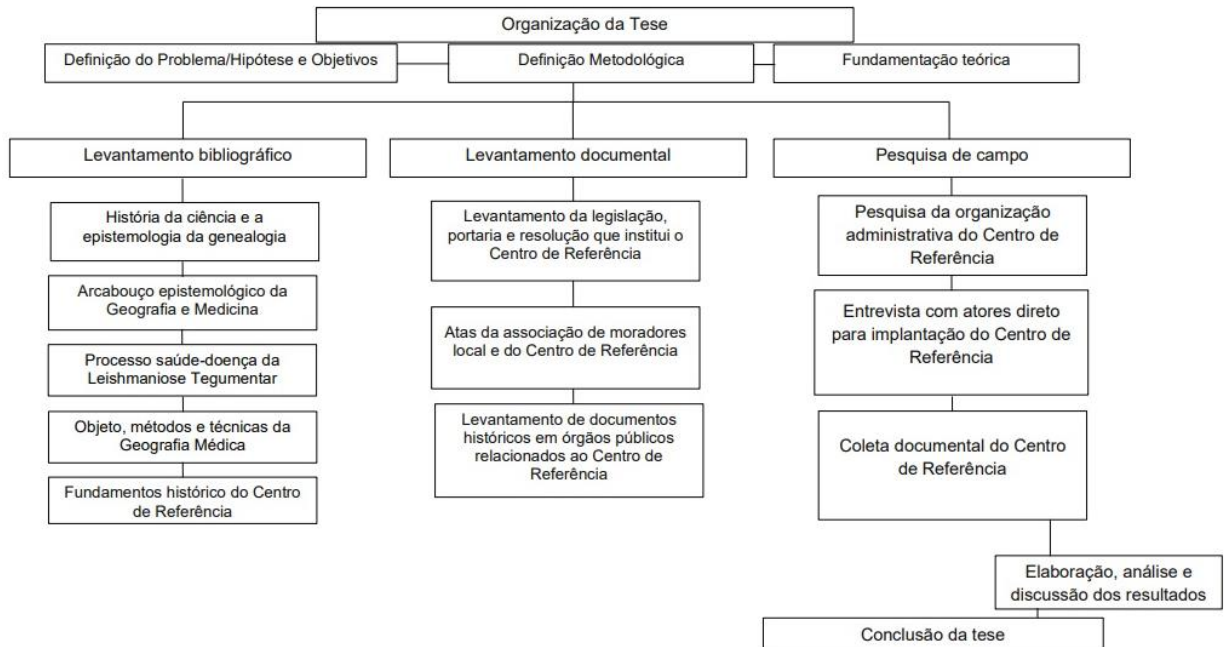 Organização da Tese
Definição do Problema/Hipótese e Objetivos
Definição Metodológica
Fundamentação teórica
Levantamento bibliográfico
Levantamento documental
Pesquisa de campo
História da ciência e a
epistemologia da genealogia
Arcabouço epistemológico da
Geografia e Medicina
Processo saúde-doença da
Leishmaniose Tegumentar
Objeto, métodos e técnicas da
Geografia Médica
Fundamentos histórico do Centro
de Referência
Levantamento da legislação,
portaria e resolução que institui o
Centro de Referência
Atas da associação de moradores
local e do Centro de Referência
Levantamento de documentos
históricos em órgãos públicos
relacionados ao Centro de
Referência
Pesquisa da organização
administrativa do Centro de
Referência
Entrevista com atores direto
para implantação do Centro de
Referência
Coleta documental do Centro
de Referência
Elaboração, análise e
discussão dos resultados
Conclusão da tese